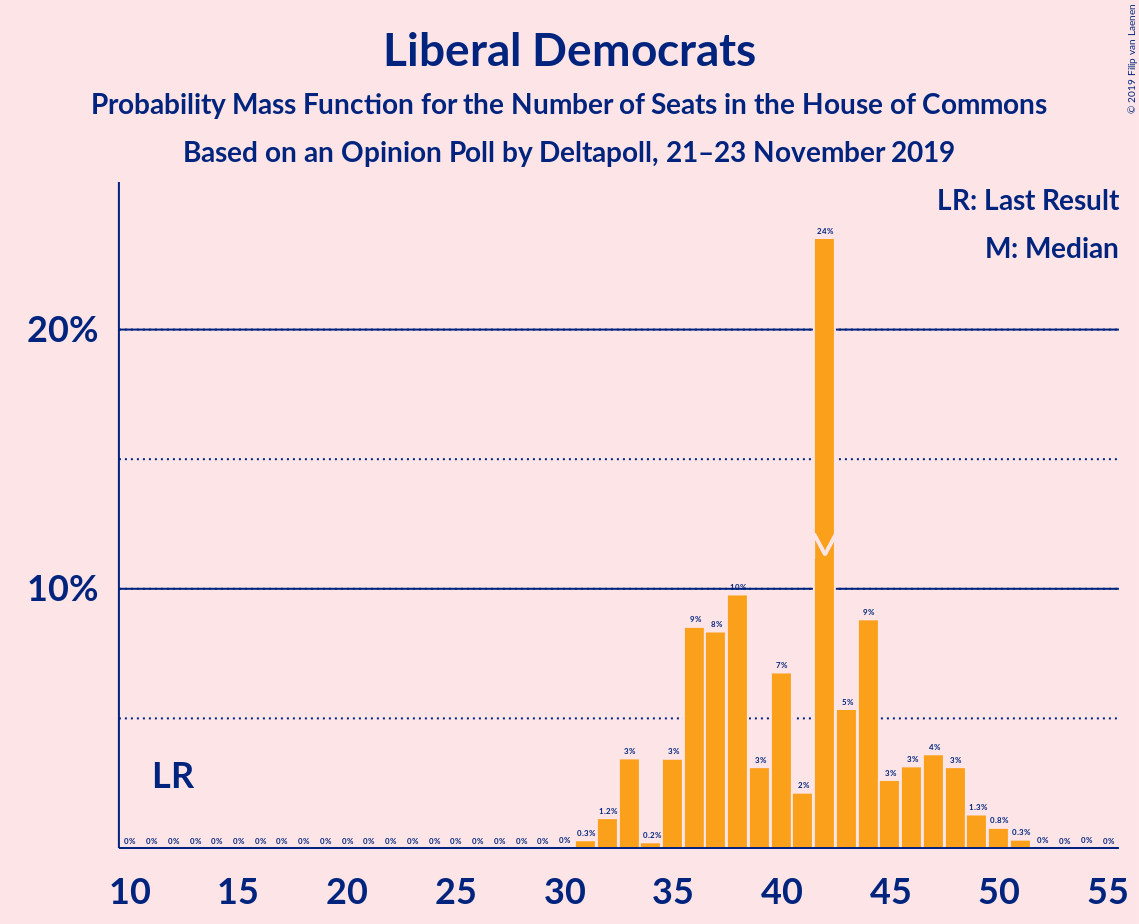 © 2019 Filip van Laenen
Liberal Democrats
Probability Mass Function for the Number of Seats in the House of Commons
Based on an Opinion Poll by Deltapoll, 21–23 November 2019
LR: Last Result
M: Median
24%
20%
10%
10%
9% 8% 9%
7%
5%
3% 3% 3% 2% 3% 3% 4% 3%
LR
0% 0% 0% 0% 0% 0% 0% 0% 0% 0% 0% 0% 0% 0% 0% 0% 0% 0% 0% 0% 0% 0.3% 1.2% 0.2% 1.3% 0.8% 0.3% 0% 0% 0% 0%
10 15 20 25 30 35 40 45 50 55